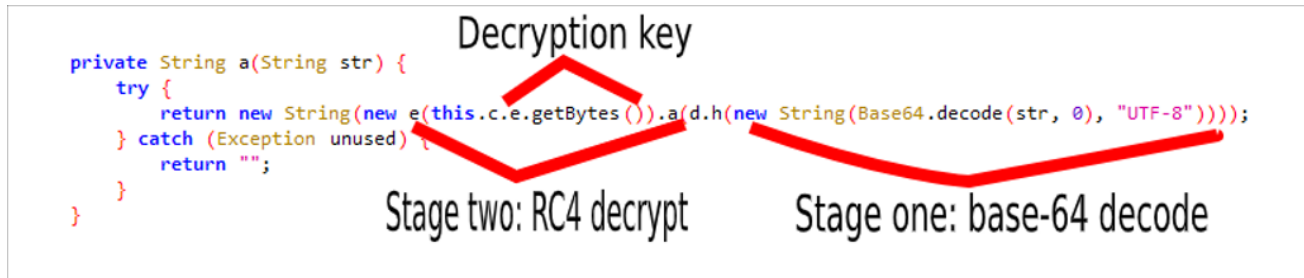 Decryption key
private String a(String str) {
    try {
        return new String(new e(this.c.e.getBytes()).a(d.h(new String(Base64.decode(str, 0), "UTF-8"))));
    } catch (Exception unused) {
        return "";
    }
}
Stage two: RC4 decrypt
Stage one: base-64 decode